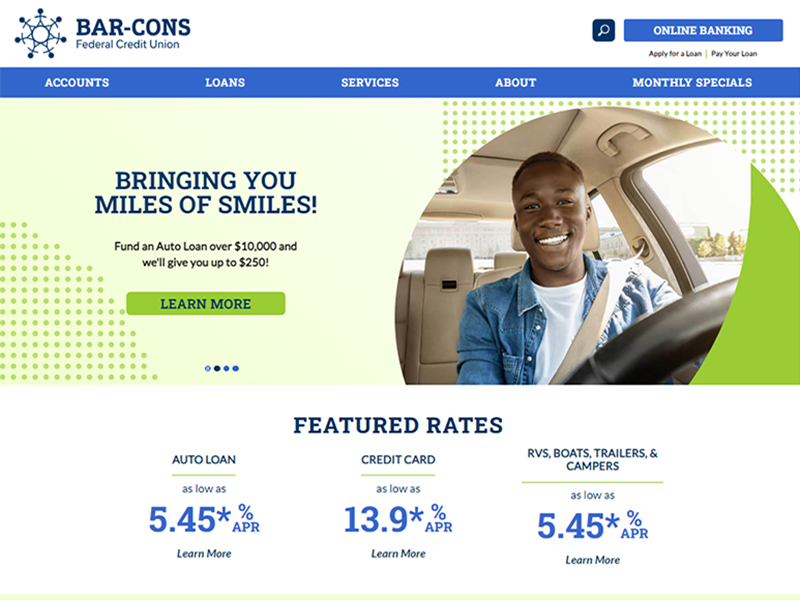 BAR-CONS
Federal Credit Union
ONLINE BANKING
Apply for a Loan | Pay Your Loan
ACCOUNTS LOANS SERVICES ABOUT MONTHLY SPECIALS
BRINGING YOU
MILES OF SMILES!
Fund an Auto Loan over $10,000 and
we'll give you up to $250!
LEARN MORE
FEATURED RATES
AUTO LOAN
as low as
5.45*% APR
Learn More
CREDIT CARD
as low as
13.9*% APR
Learn More
RVS, BOATS, TRAILERS, &
CAMPERS
as low as
5.45*% APR
Learn More